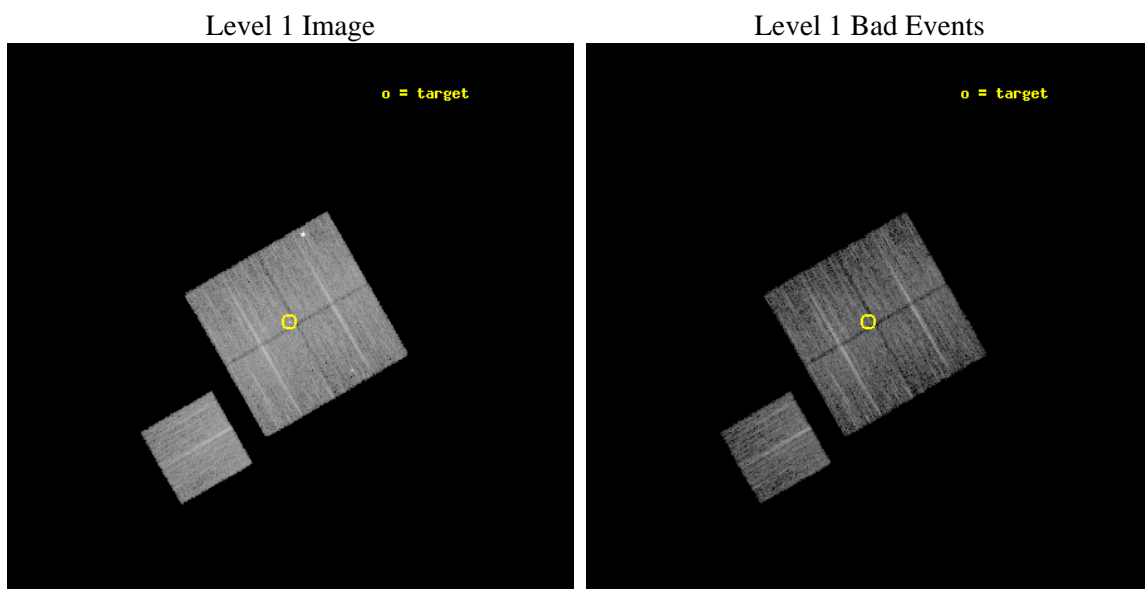 Level 1 Image
Level 1 Bad Events
o = target
o = target